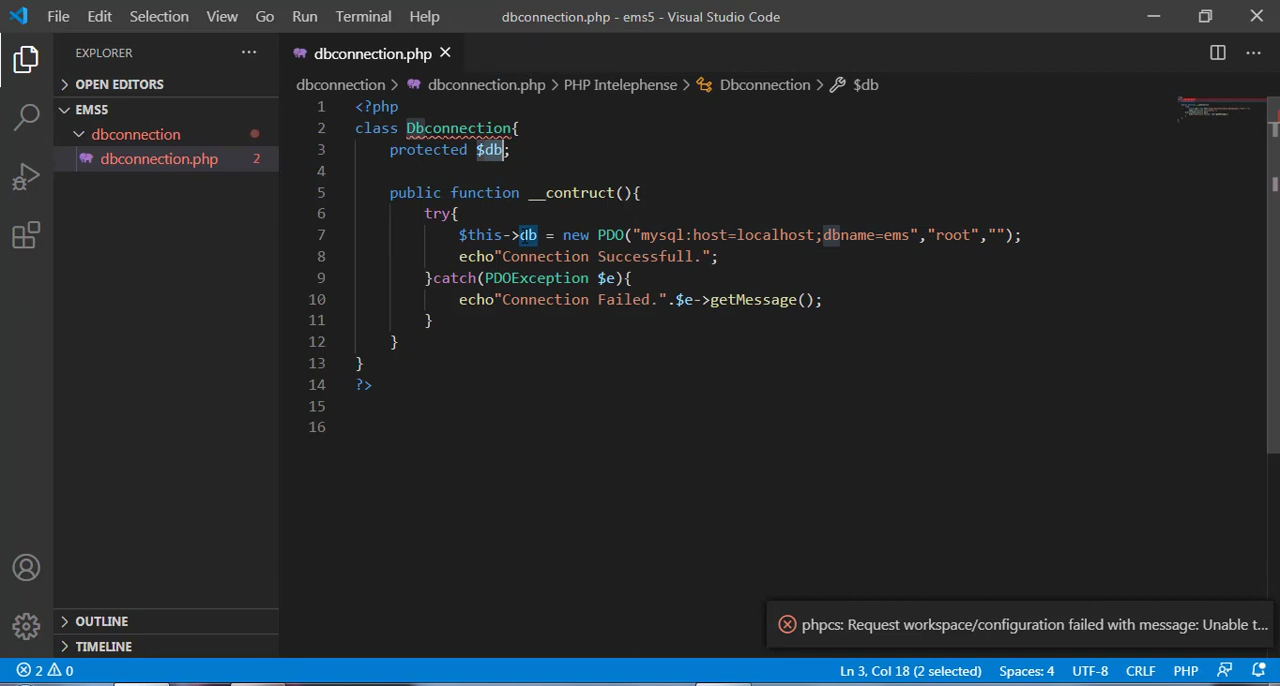 File Edit Selection View Go Run Terminal Help dbconnection.php - ems5 - Visual Studio Code
EXPLORER
OPEN EDITORS
EMS5
dbconnection
dbconnection.php 2
OUTLINE
TIMELINE
dbconnection.php
dbconnection > dbconnection.php > PHP Intelephense > Dbconnection > $db
1 <?php
2 class Dbconnection{
3 protected $db;
4
5 public function __contruct(){
6 try{
7 $this->db = new PDO("mysql:host=localhost;dbname=ems","root","");
8 echo"Connection Successfull.";
9 }catch(PDOException $e){
10 echo"Connection Failed.".$e->getMessage();
11 }
12 }
13 }
14 ?>
15
16
phpcs: Request workspace/configuration failed with message: Unable t...
2 0 Ln 3, Col 18 (2 selected) Spaces: 4 UTF-8 CRLF PHP